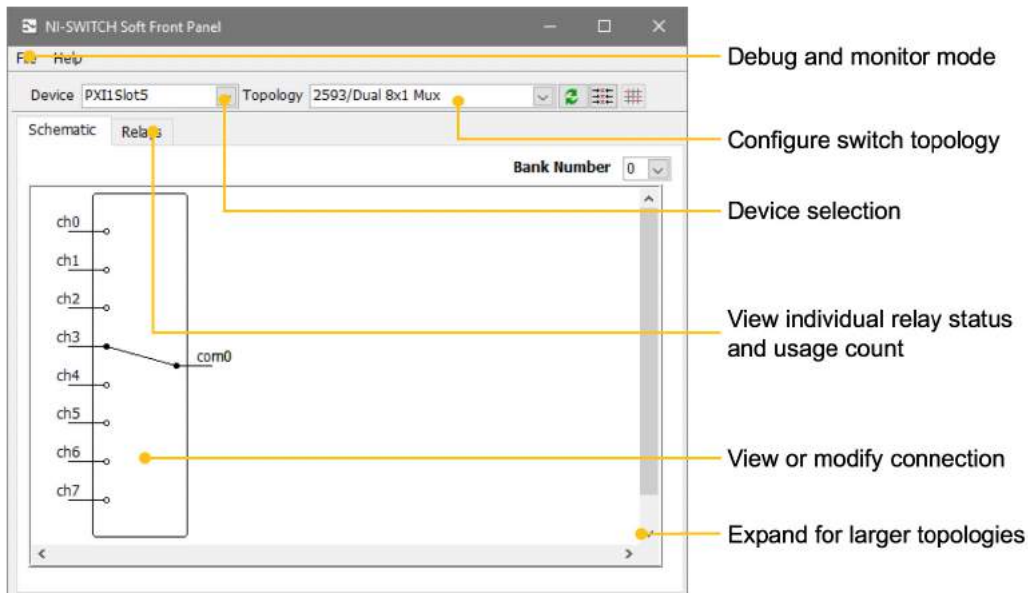 NI-SWITCH Soft Front Panel
File Help
Debug and monitor mode
Device PXI1Slot5 Topology 2593/Dual 8x1 Mux
Configure switch topology
Schematic Relays
Bank Number 0
Device selection
ch0
ch1
ch2
ch3
ch4
ch5
ch6
ch7
com0
View individual relay status
and usage count
View or modify connection
Expand for larger topologies